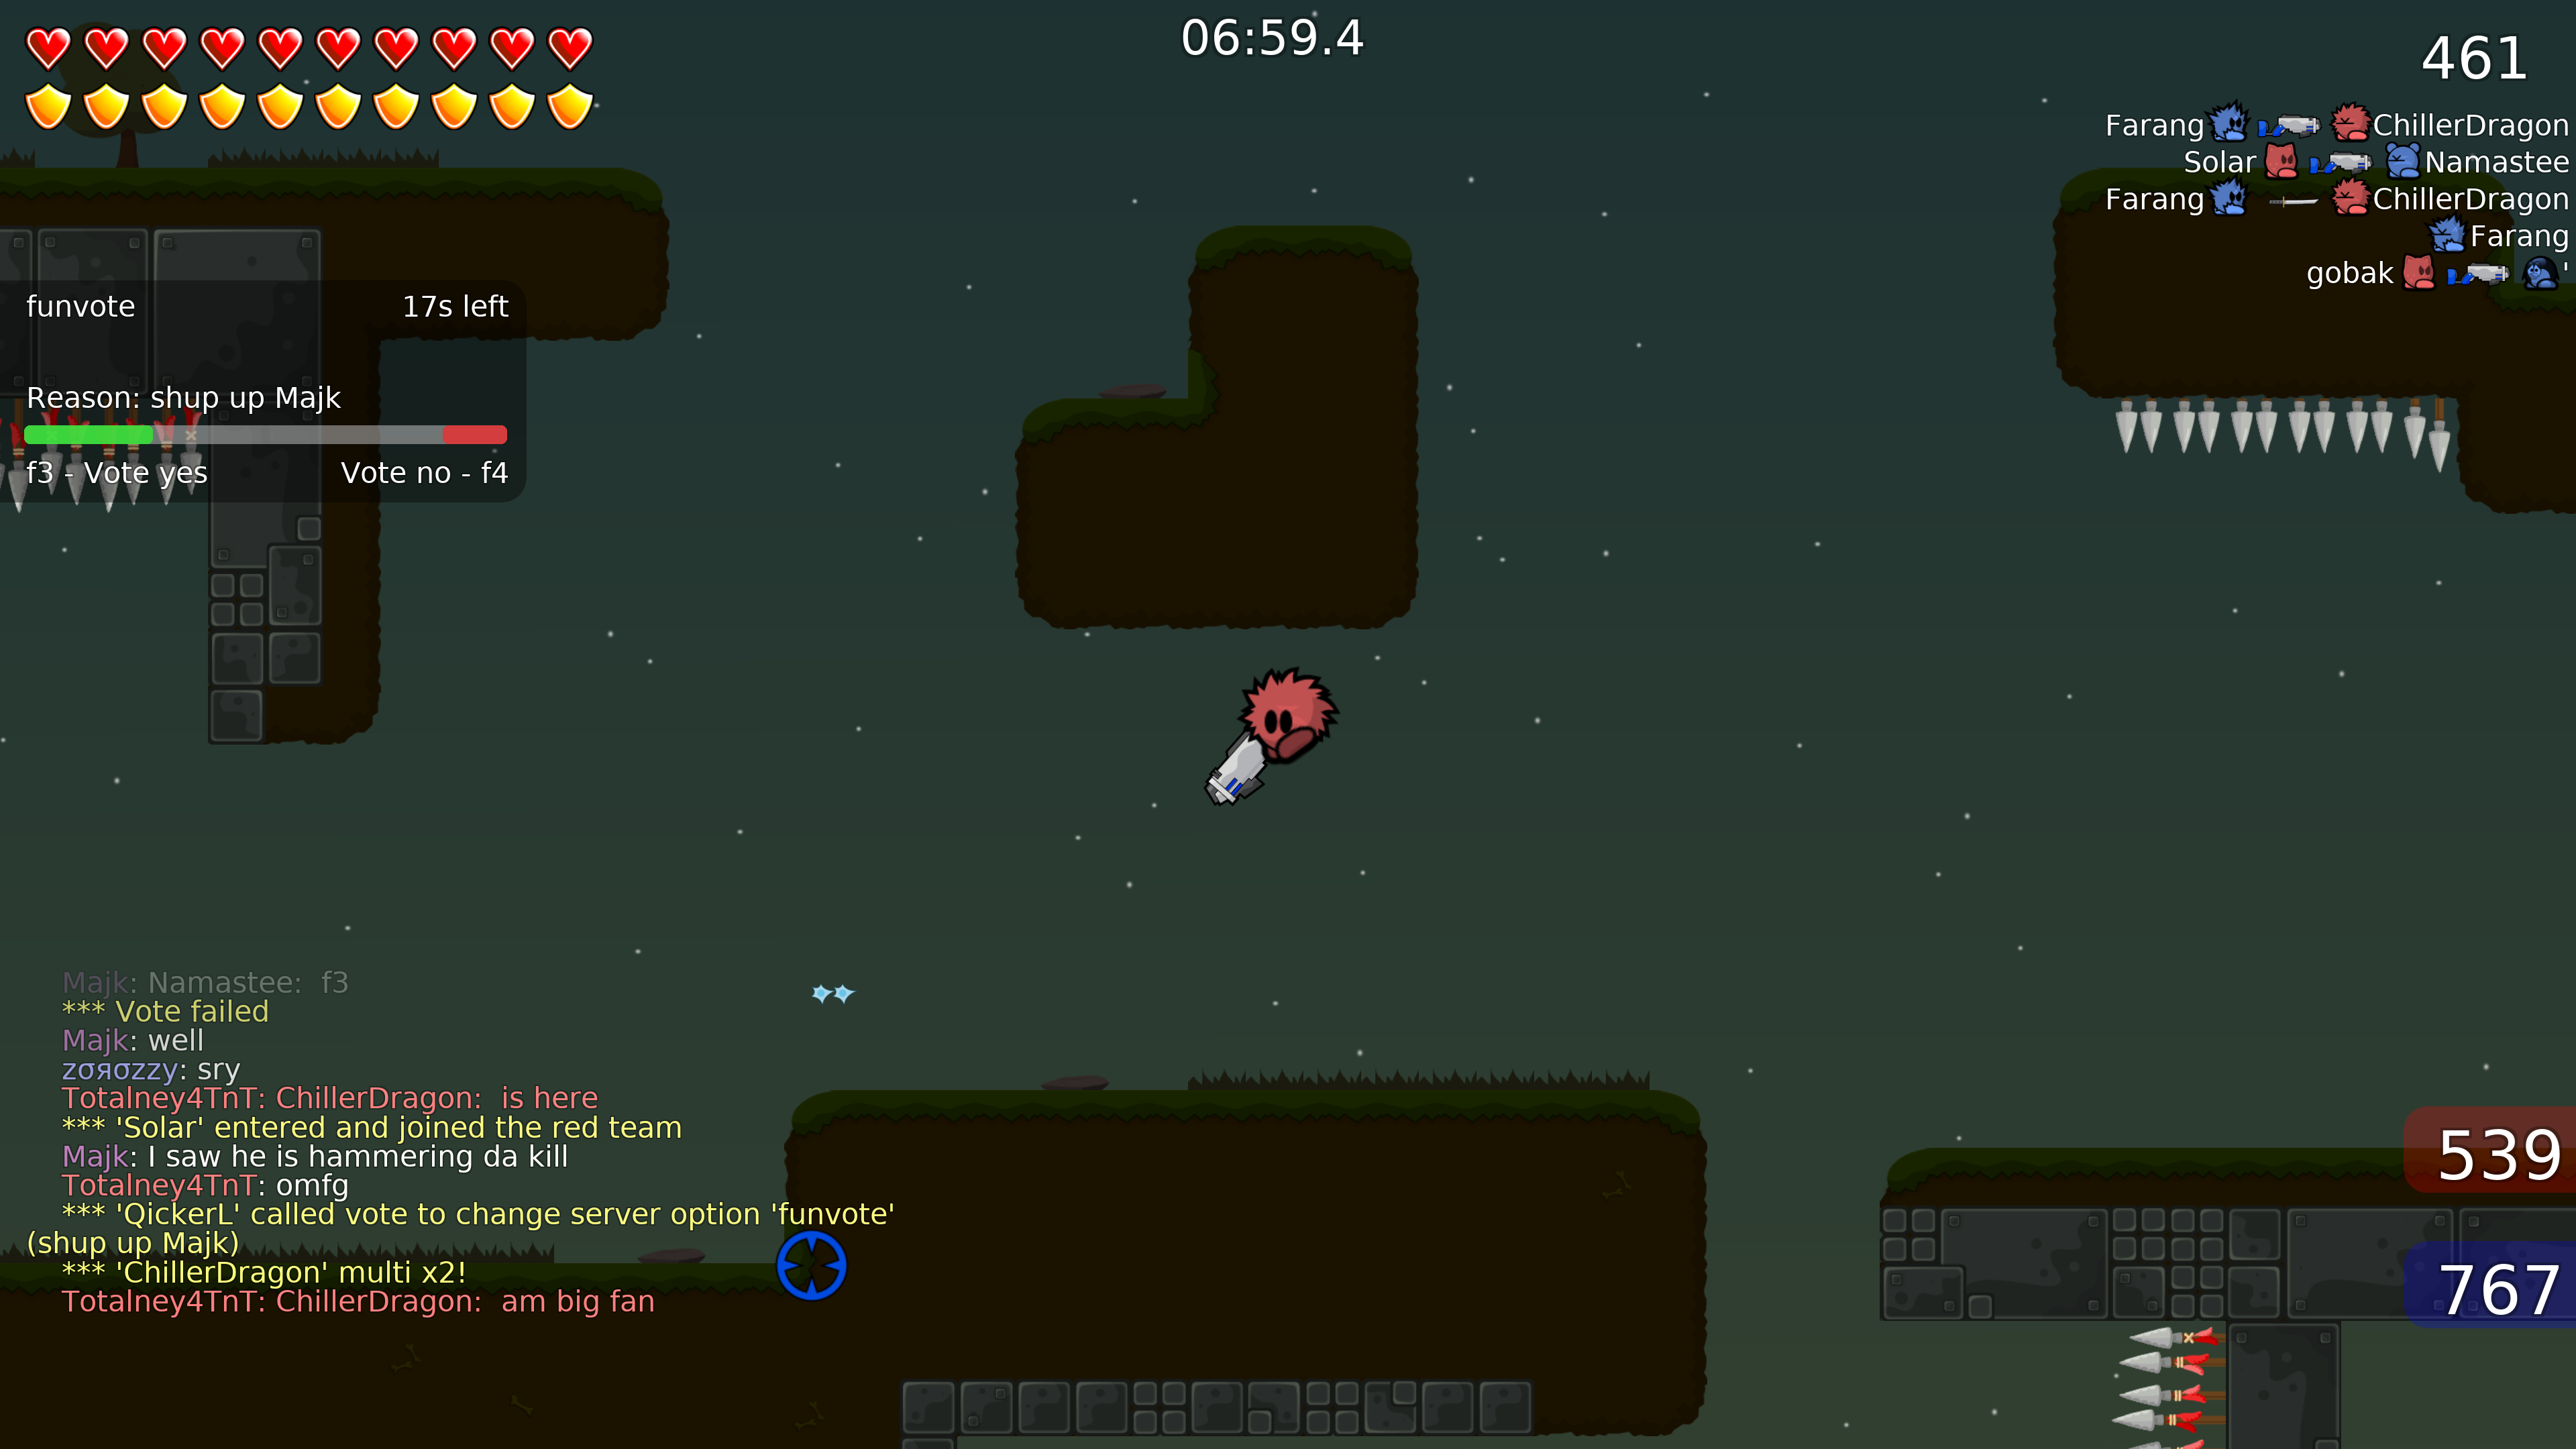 06:59.4
461
Farang ChillerDragon
Solar Namastee
Farang ChillerDragon
Farang
gobak '
funvote 17s left
Reason: shup up Majk
f3 - Vote yes Vote no - f4
Majk: Namastee: f3
*** Vote failed
Majk: well
zσяσzzy: sry
Totalney4TnT: ChillerDragon: is here
*** 'Solar' entered and joined the red team
Majk: I saw he is hammering da kill
Totalney4TnT: omfg
*** 'QickerL' called vote to change server option 'funvote'
(shup up Majk)
*** 'ChillerDragon' multi x2!
Totalney4TnT: ChillerDragon: am big fan
539
767